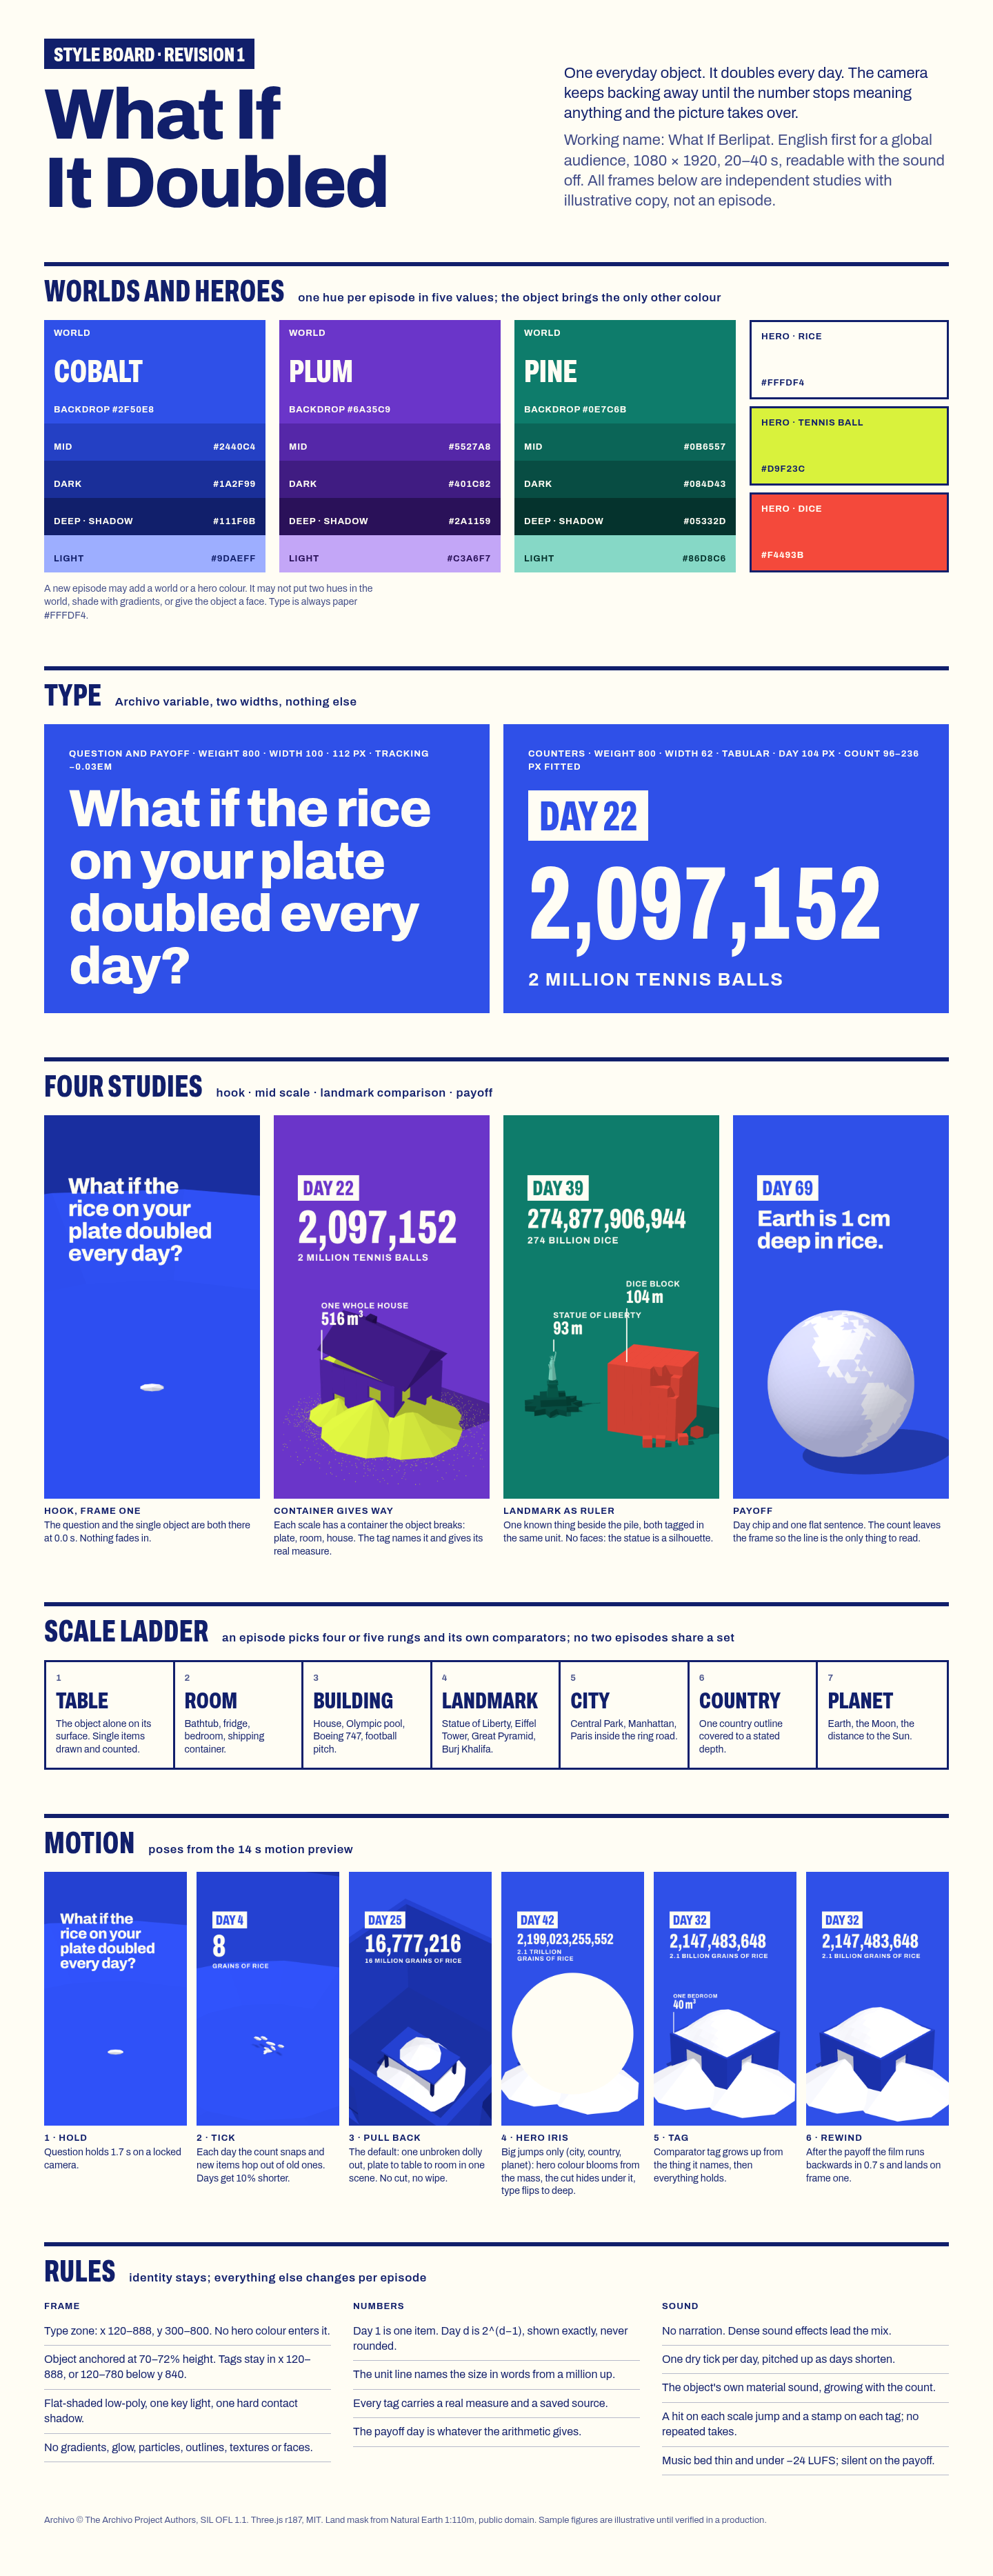 STYLE BOARD · REVISION 1
What If
It Doubled
One everyday object. It doubles every day. The camera
keeps backing away until the number stops meaning
anything and the picture takes over.
Working name: What If Berlipat. English first for a global
audience, 1080 × 1920, 20–40 s, readable with the sound
off. All frames below are independent studies with
illustrative copy, not an episode.
WORLDS AND HEROES
one hue per episode in five values; the object brings the only other colour
WORLD
COBALT
BACKDROP #2F50E8
MID #2440C4
DARK #1A2F99
DEEP · SHADOW #111F6B
LIGHT #9DAEFF
WORLD
PLUM
BACKDROP #6A35C9
MID #5527A8
DARK #401C82
DEEP · SHADOW #2A1159
LIGHT #C3A6F7
WORLD
PINE
BACKDROP #0E7C6B
MID #0B6557
DARK #084D43
DEEP · SHADOW #05332D
LIGHT #86D8C6
HERO · RICE
#FFFDF4
HERO · TENNIS BALL
#D9F23C
HERO · DICE
#F4493B
A new episode may add a world or a hero colour. It may not put two hues in the
world, shade with gradients, or give the object a face. Type is always paper
#FFFDF4.
TYPE
Archivo variable, two widths, nothing else
QUESTION AND PAYOFF · WEIGHT 800 · WIDTH 100 · 112 PX · TRACKING
−0.03EM
What if the rice
on your plate
doubled every
day?
COUNTERS · WEIGHT 800 · WIDTH 62 · TABULAR · DAY 104 PX · COUNT 96–236
PX FITTED
DAY 22
2,097,152
2 MILLION TENNIS BALLS
FOUR STUDIES
hook · mid scale · landmark comparison · payoff
What if the
rice on your
plate doubled
every day?
HOOK, FRAME ONE
The question and the single object are both there
at 0.0 s. Nothing fades in.
DAY 22
2,097,152
2 MILLION TENNIS BALLS
ONE WHOLE HOUSE
516 m³
CONTAINER GIVES WAY
Each scale has a container the object breaks:
plate, room, house. The tag names it and gives its
real measure.
DAY 39
274,877,906,944
274 BILLION DICE
DICE BLOCK
104 m
STATUE OF LIBERTY
93 m
LANDMARK AS RULER
One known thing beside the pile, both tagged in
the same unit. No faces: the statue is a silhouette.
DAY 69
Earth is 1 cm
deep in rice.
PAYOFF
Day chip and one flat sentence. The count leaves
the frame so the line is the only thing to read.
SCALE LADDER
an episode picks four or five rungs and its own comparators; no two episodes share a set
1
TABLE
The object alone on its
surface. Single items
drawn and counted.
2
ROOM
Bathtub, fridge,
bedroom, shipping
container.
3
BUILDING
House, Olympic pool,
Boeing 747, football
pitch.
4
LANDMARK
Statue of Liberty, Eiffel
Tower, Great Pyramid,
Burj Khalifa.
5
CITY
Central Park, Manhattan,
Paris inside the ring road.
6
COUNTRY
One country outline
covered to a stated
depth.
7
PLANET
Earth, the Moon, the
distance to the Sun.
MOTION
poses from the 14 s motion preview
What if the
rice on your
plate doubled
every day?
1 · HOLD
Question holds 1.7 s on a locked
camera.
DAY 4
8
GRAINS OF RICE
2 · TICK
Each day the count snaps and
new items hop out of old ones.
Days get 10% shorter.
DAY 25
16,777,216
16 MILLION GRAINS OF RICE
3 · PULL BACK
The default: one unbroken dolly
out, plate to table to room in one
scene. No cut, no wipe.
DAY 42
2,199,023,255,552
2.1 TRILLION
GRAINS OF RICE
4 · HERO IRIS
Big jumps only (city, country,
planet): hero colour blooms from
the mass, the cut hides under it,
type flips to deep.
DAY 32
2,147,483,648
2.1 BILLION GRAINS OF RICE
ONE BEDROOM
40 m³
5 · TAG
Comparator tag grows up from
the thing it names, then
everything holds.
DAY 32
2,147,483,648
2.1 BILLION GRAINS OF RICE
6 · REWIND
After the payoff the film runs
backwards in 0.7 s and lands on
frame one.
RULES
identity stays; everything else changes per episode
FRAME
Type zone: x 120–888, y 300–800. No hero colour enters it.
Object anchored at 70–72% height. Tags stay in x 120–
888, or 120–780 below y 840.
Flat-shaded low-poly, one key light, one hard contact
shadow.
No gradients, glow, particles, outlines, textures or faces.
NUMBERS
Day 1 is one item. Day d is 2^(d−1), shown exactly, never
rounded.
The unit line names the size in words from a million up.
Every tag carries a real measure and a saved source.
The payoff day is whatever the arithmetic gives.
SOUND
No narration. Dense sound effects lead the mix.
One dry tick per day, pitched up as days shorten.
The object's own material sound, growing with the count.
A hit on each scale jump and a stamp on each tag; no
repeated takes.
Music bed thin and under −24 LUFS; silent on the payoff.
Archivo © The Archivo Project Authors, SIL OFL 1.1. Three.js r187, MIT. Land mask from Natural Earth 1:110m, public domain. Sample figures are illustrative until verified in a production.